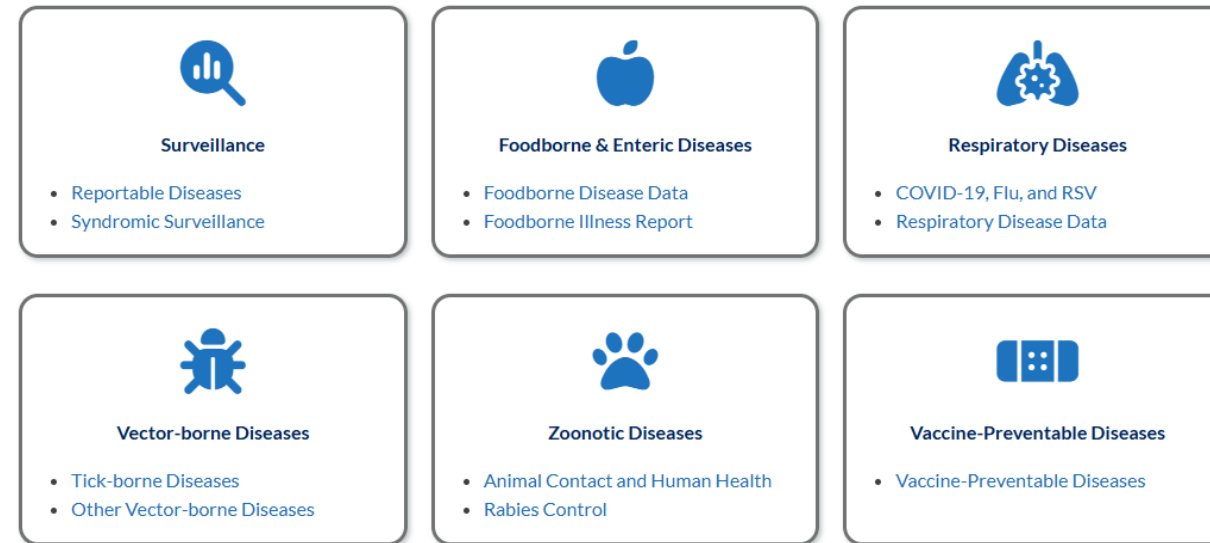 Surveillance
• Reportable Diseases
• Syndromic Surveillance
Foodborne & Enteric Diseases
• Foodborne Disease Data
• Foodborne Illness Report
Respiratory Diseases
• COVID-19, Flu, and RSV
• Respiratory Disease Data
Vector-borne Diseases
• Tick-borne Diseases
• Other Vector-borne Diseases
Zoonotic Diseases
• Animal Contact and Human Health
• Rabies Control
Vaccine-Preventable Diseases
• Vaccine-Preventable Diseases